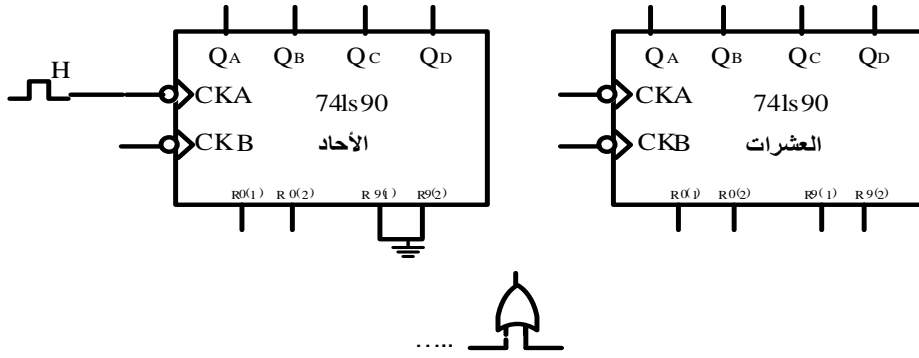 QA QB QC QD QA QB QC QD
H
CKA 74ls90 CKA 74ls90
CKB الأحاد CKB العشرات
R0(1) R0(2) R9(1) R9(2) R0(1) R0(2) R9(1) R9(2)
.....